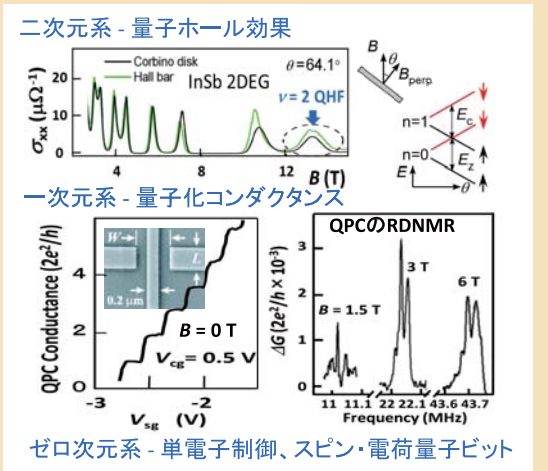 二次元系 - 量子ホール効果
Corbino disk
Hall bar
θ=64.1°
InSb 2DEG
ν = 2 QHF
σxx (μΩ⁻¹)
20
10
0
4
8
12
B (T)
B
θ
Bperp.
n=1
n=0
Ec
Ez
E
θ
一次元系 - 量子化コンダクタンス
QPC Conductance (2e²/h)
4
2
0
W
L
0.2 μm
B = 0 T
Vcg = 0.5 V
-3
-2
Vsg (V)
QPCのRDNMR
ΔG (2e²/h × 10⁻³)
3
2
1
0
B = 1.5 T
3 T
6 T
11
11.1
22
22.1
43.6
43.7
Frequency (MHz)
ゼロ次元系 - 単電子制御、スピン・電荷量子ビット